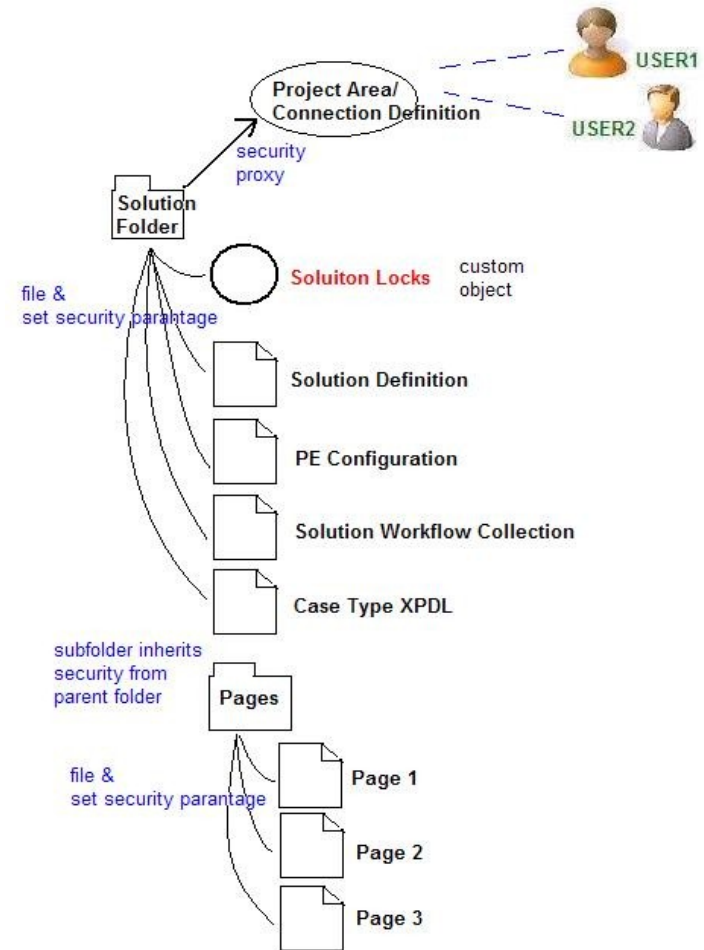 USER1
Project Area/
Connection Definition
USER2
security
proxy
Solution
Folder
Soluiton Locks
custom
object
file &
set security parantage
Solution Definition
PE Configuration
Solution Workflow Collection
Case Type XPDL
subfolder inherits
security from
parent folder
Pages
file &
set security parantage
Page 1
Page 2
Page 3